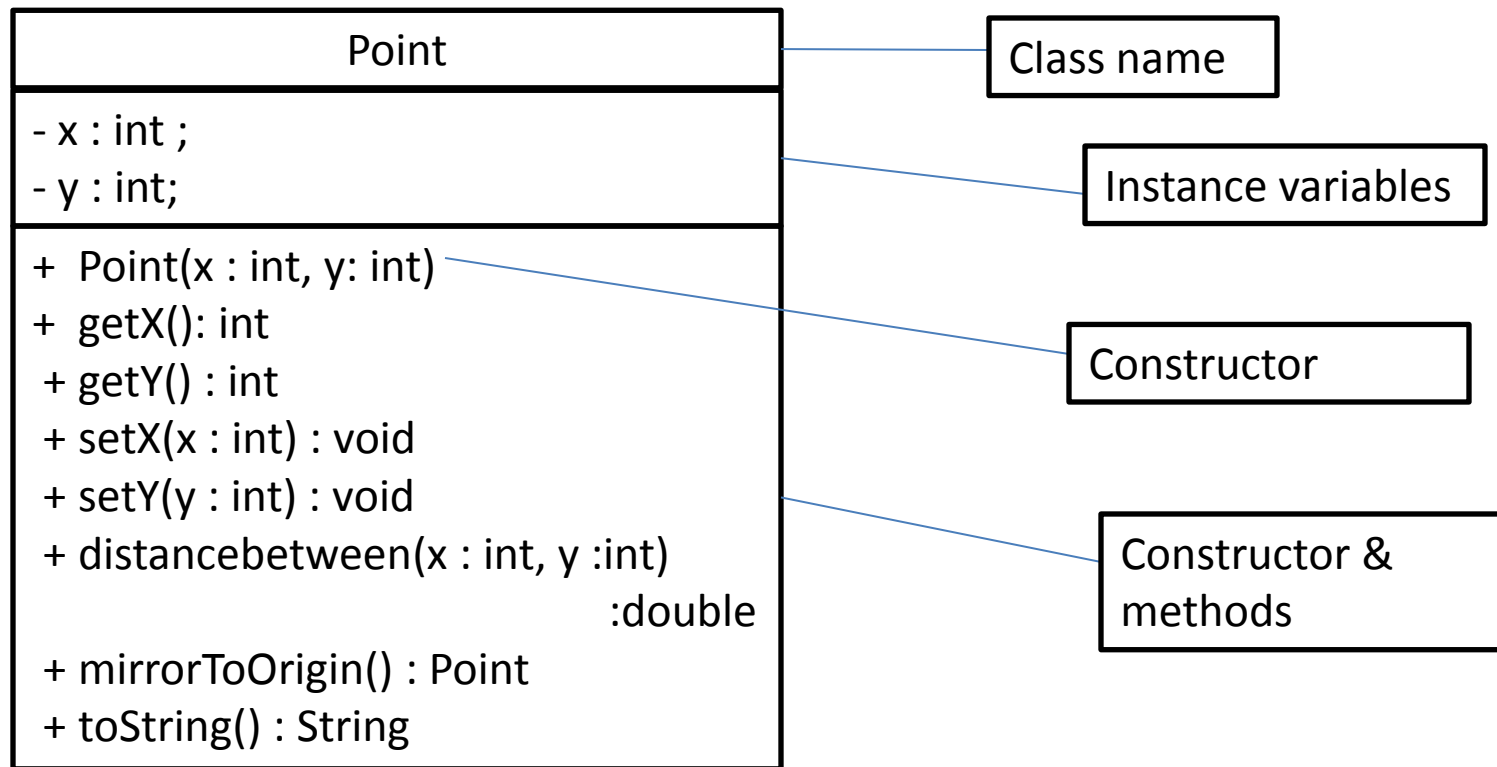 Point
- x : int ;
- y : int;
+ Point(x : int, y: int)
+ getX(): int
+ getY() : int
+ setX(x : int) : void
+ setY(y : int) : void
+ distancebetween(x : int, y :int)
:double
+ mirrorToOrigin() : Point
+ toString() : String
Class name
Instance variables
Constructor
Constructor &
methods